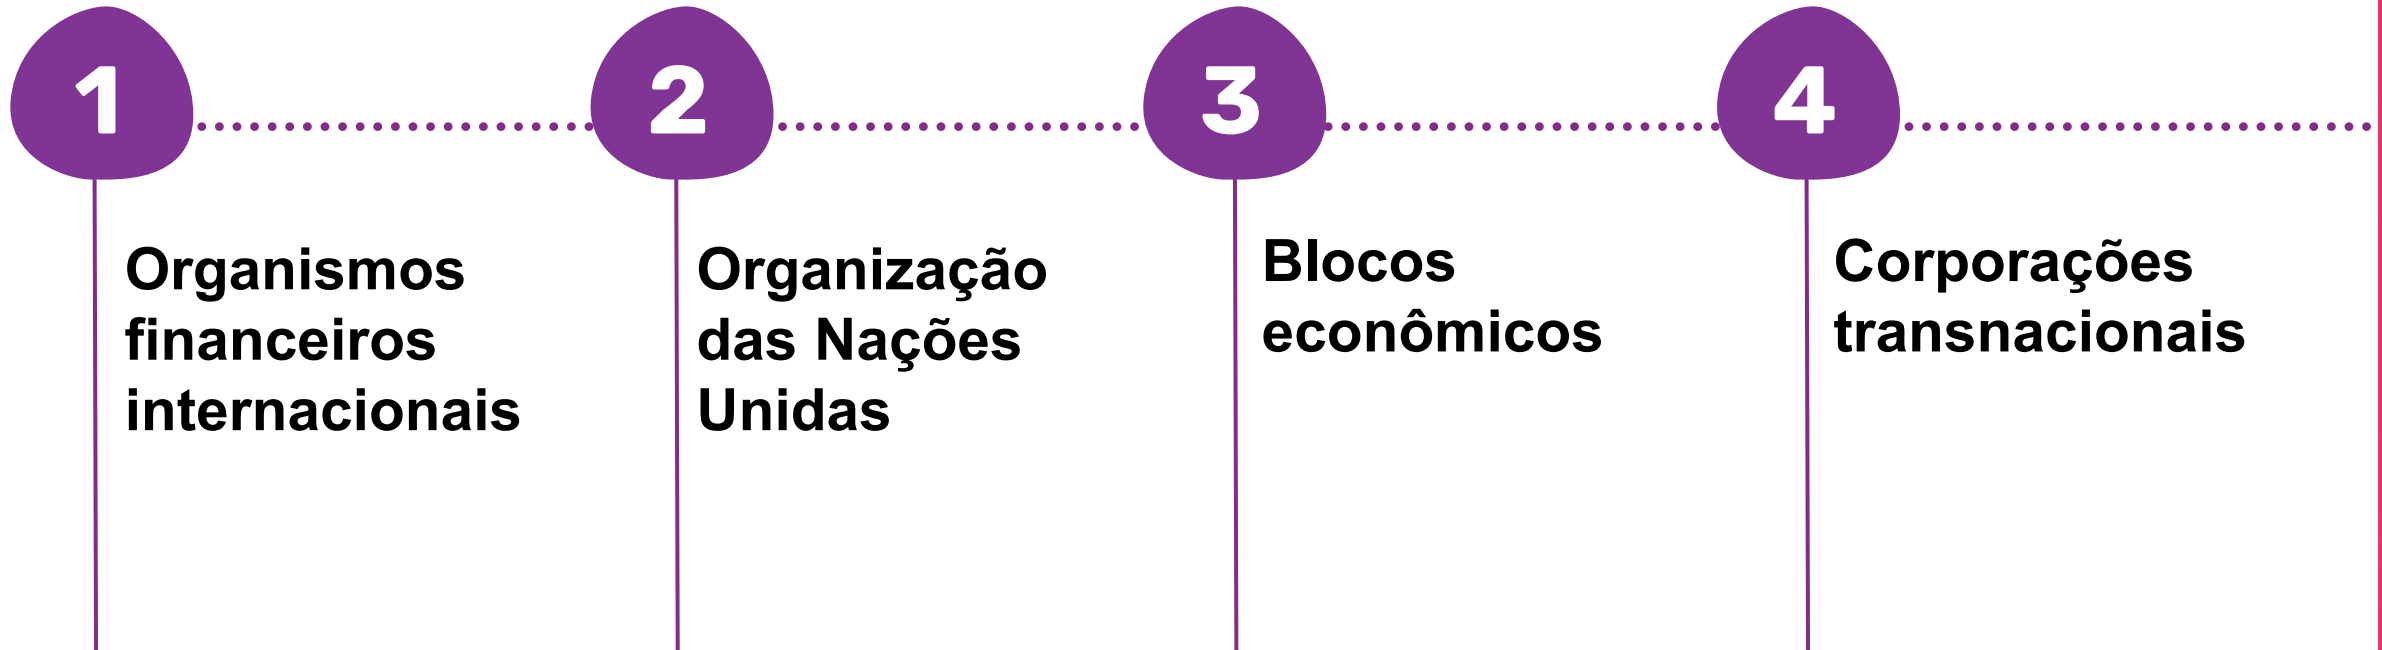 1
2
3
4
Organismos
financeiros
internacionais
Organização
das Nações
Unidas
Blocos
econômicos
Corporações
transnacionais